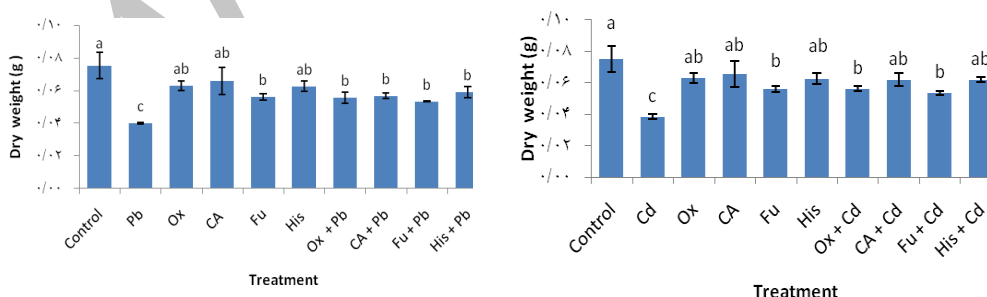 Dry weight (g)
۰/۱۰
۰/۰۸
۰/۰۶
۰/۰۴
۰/۰۲
۰/۰۰
a
c
ab
ab
b
ab
b
b
b
b
Control
Pb
Ox
CA
Fu
His
Ox + Pb
CA + Pb
Fu + Pb
His + Pb
Treatment
Dry weight (g)
۰/۱۰
۰/۰۸
۰/۰۶
۰/۰۴
۰/۰۲
۰/۰۰
a
c
ab
ab
b
ab
b
ab
b
ab
Control
Cd
Ox
CA
Fu
His
Ox + Cd
CA + Cd
Fu + Cd
His + Cd
Treatment